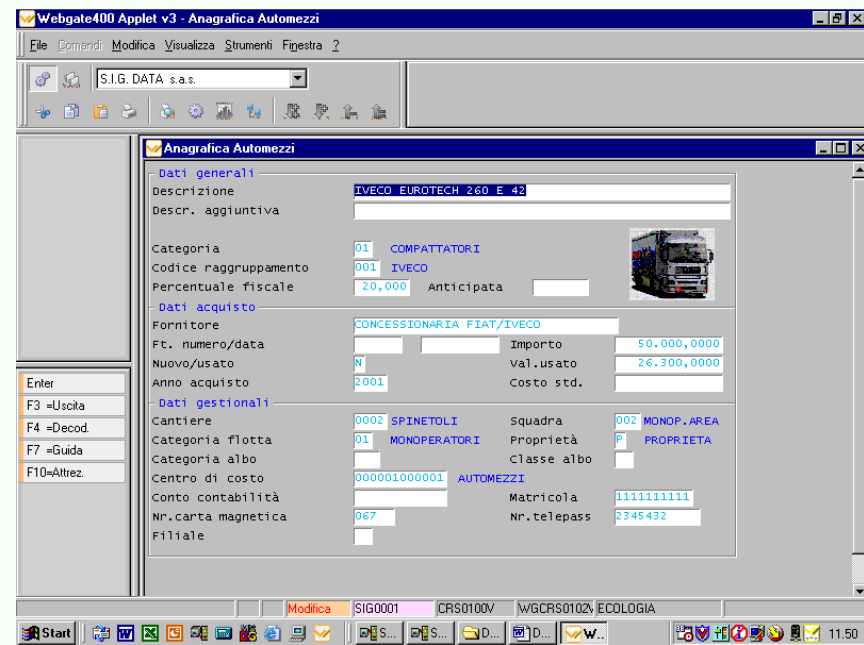 Webgate400 Applet v3 - Anagrafica Automezzi
File Comandi Modifica Visualizza Strumenti Finestra ?
S.I.G. DATA s.a.s.
Anagrafica Automezzi
Dati generali
Descrizione IVECO EUROTECH 260 E 42
Descr. aggiuntiva
Categoria 01 COMPATTATORI
Codice raggruppamento 001 IVECO
Percentuale fiscale 20,000 Anticipata
Dati acquisto
Fornitore CONCESSIONARIA FIAT/IVECO
Ft. numero/data Importo 50.000,0000
Nuovo/usato N Val.usato 26.300,0000
Anno acquisto 2001 Costo std.
Dati gestionali
Cantiere 0002 SPINETOLI Squadra 002 MONOP.AREA
Categoria flotta 01 MONOPERATORI Proprietà P PROPRIETA
Categoria albo Classe albo
Centro di costo 000001000001 AUTOMEZZI
Conto contabilità Matricola 1111111111
Nr.carta magnetica 067 Nr.telepass 2345432
Filiale
Enter
F3 =Uscita
F4 =Decod.
F7 =Guida
F10=Attrez.
Modifica SIG0001 CRS0100V WGCRS0102\ ECOLOGIA
Start S... S... D... D... W.. 11.50